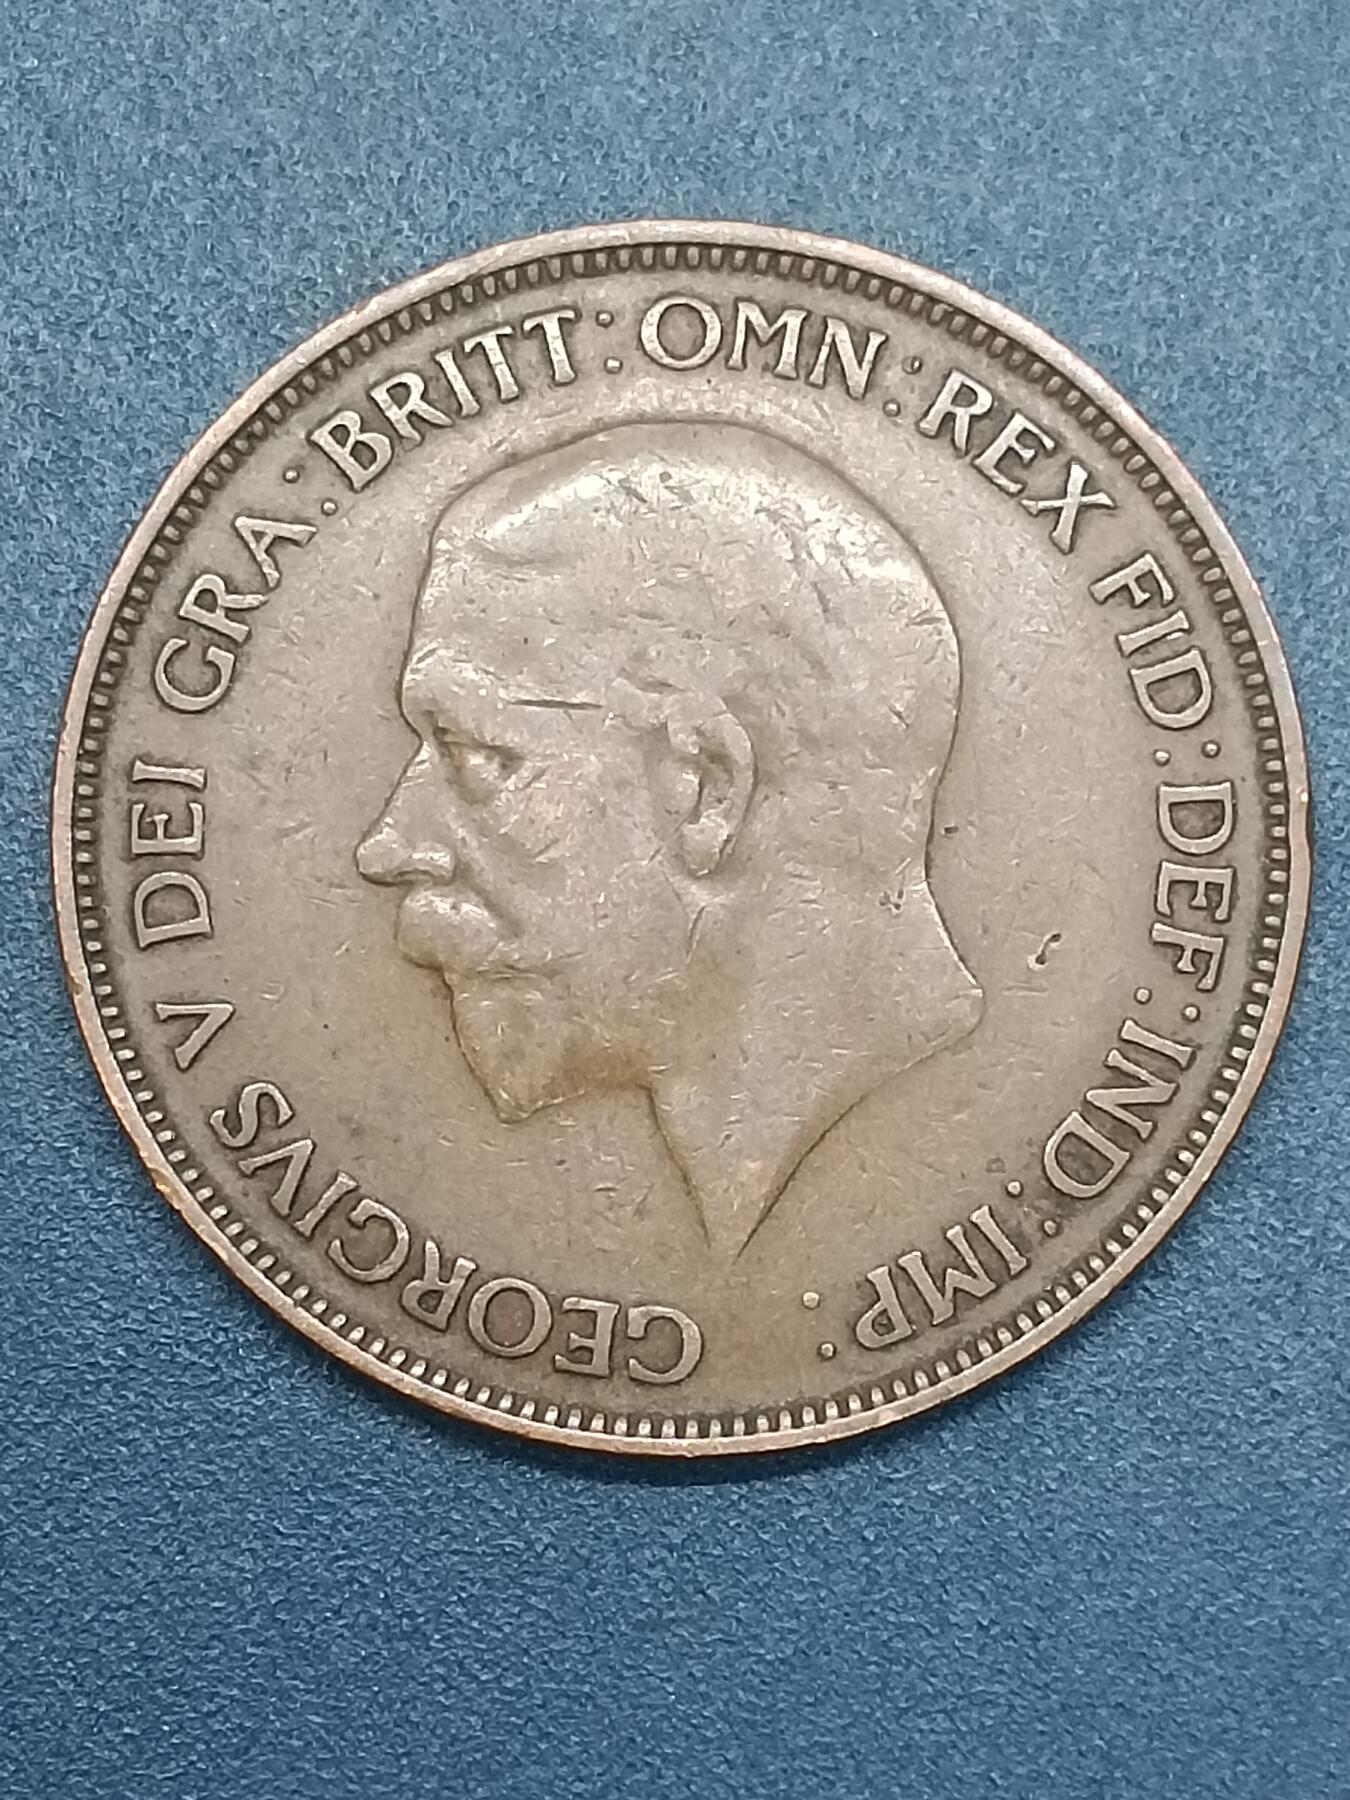 GEORGIVS V DEI GRA: BRITT: OMN: REX FID: DEF: IND: IMP: